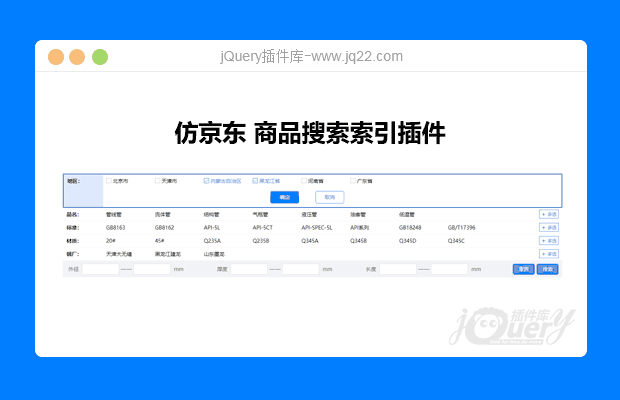 jQuery插件库-www.jq22.com
仿京东 商品搜索索引插件
地区： 北京市 天津市 内蒙古自治区 黑龙江省 河南省 广东省
确定 取消
品名： 管线管 流体管 结构管 气瓶管 液压管 油套管 低温管 + 多选
标准： GB8163 GB8162 API-5L API-5CT API-SPEC-5L API系列 GB18248 GB/T17396 + 多选
材质： 20# 45# Q235A Q235B Q345A Q345B Q345D Q345C + 多选
钢厂： 天津大无缝 黑龙江建龙 山东墨龙 + 多选
外径 —— mm 厚度 —— mm 长度 —— mm 重置 搜索
插件库
jQuery